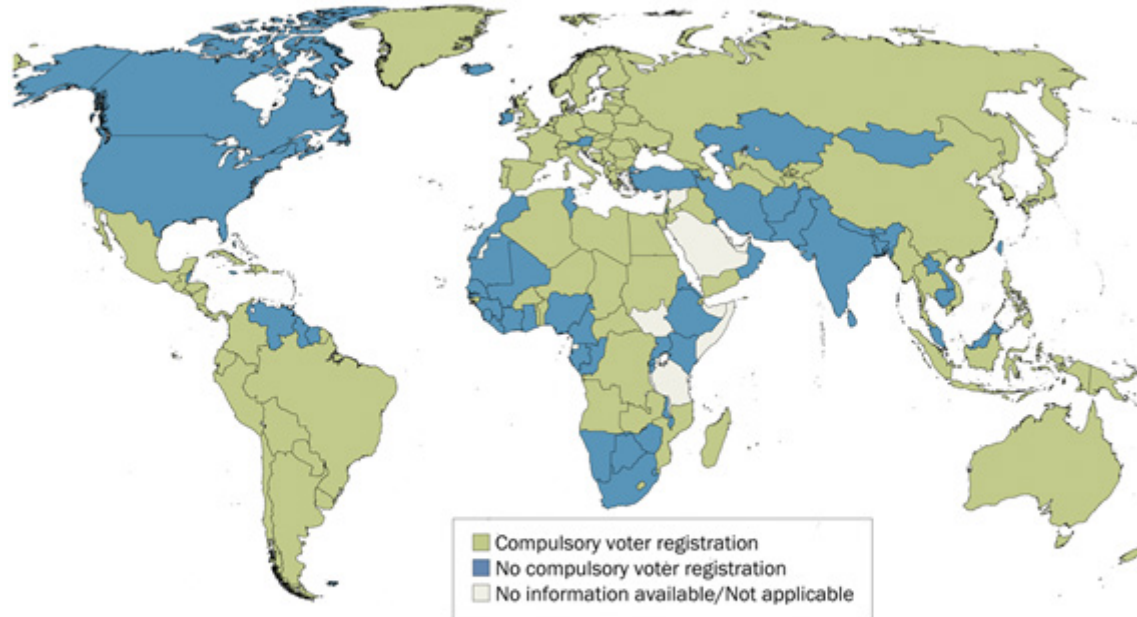 Compulsory voter registration
No compulsory voter registration
No information available/Not applicable